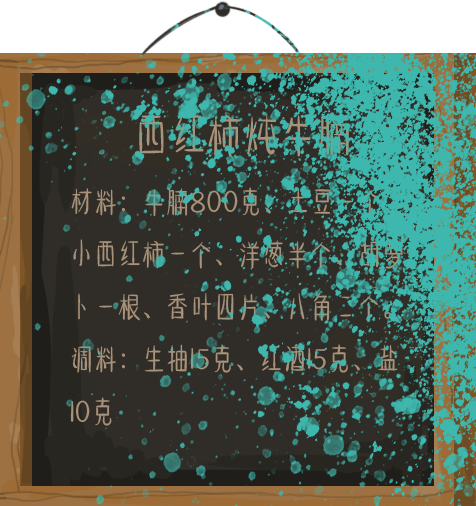 西红柿炖牛腩
材料：牛腩800克、土豆一个、
小西红柿一个、洋葱半个、胡萝
卜一根、香叶四片、八角三个。
调料：生抽15克、红酒15克、盐
10克